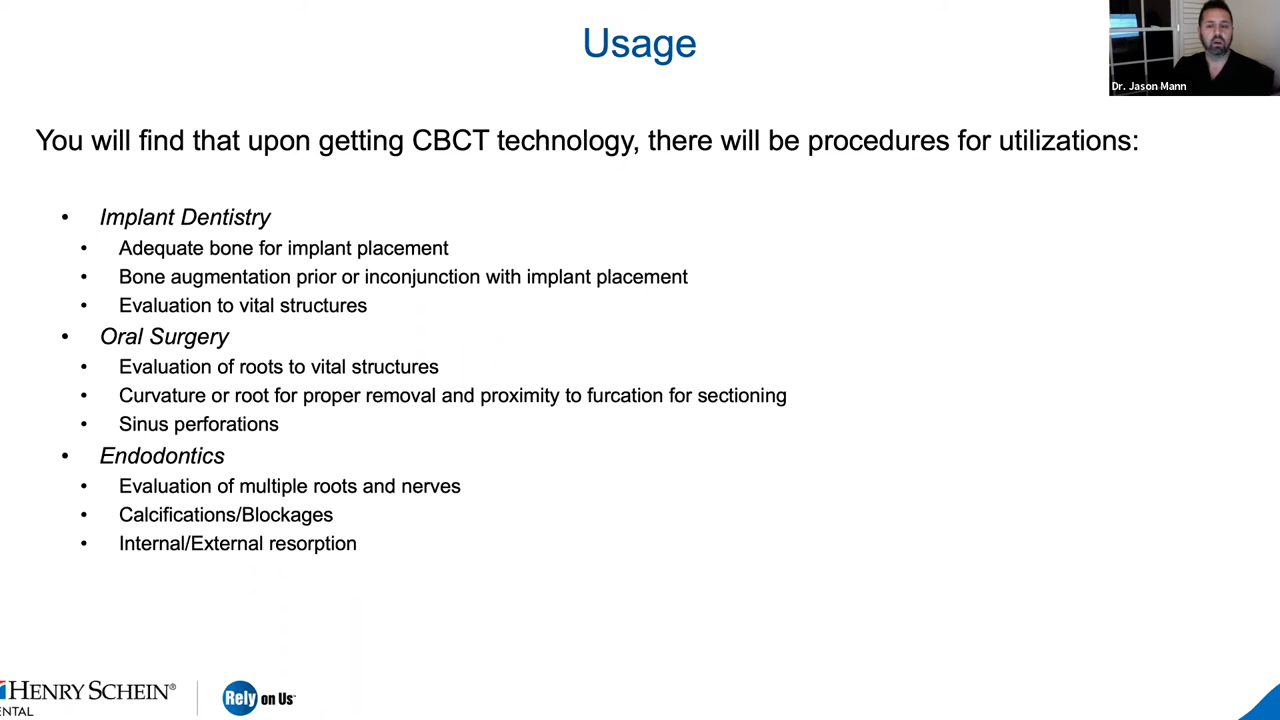 Usage
Dr. Jason Mann
You will find that upon getting CBCT technology, there will be procedures for utilizations:
• Implant Dentistry
• Adequate bone for implant placement
• Bone augmentation prior or inconjunction with implant placement
• Evaluation to vital structures
• Oral Surgery
• Evaluation of roots to vital structures
• Curvature or root for proper removal and proximity to furcation for sectioning
• Sinus perforations
• Endodontics
• Evaluation of multiple roots and nerves
• Calcifications/Blockages
• Internal/External resorption
HENRY SCHEIN®
ENTAL
Rely on Us™